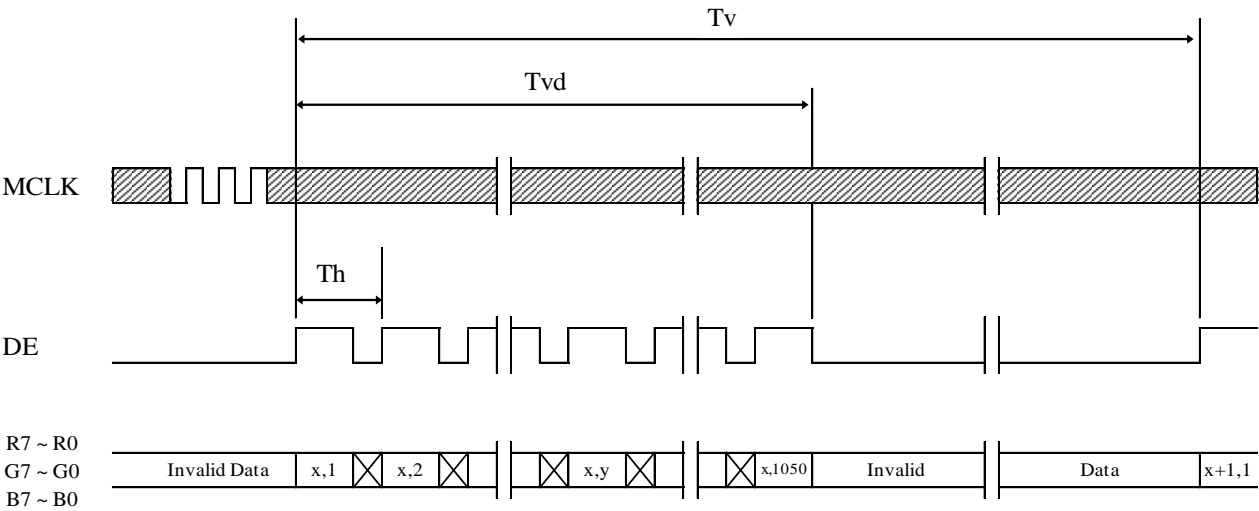 Tv
Tvd
MCLK
Th
DE
R7 ~ R0
G7 ~ G0
B7 ~ B0
Invalid Data x,1 x,2 x,y x,1050 Invalid Data x+1,1